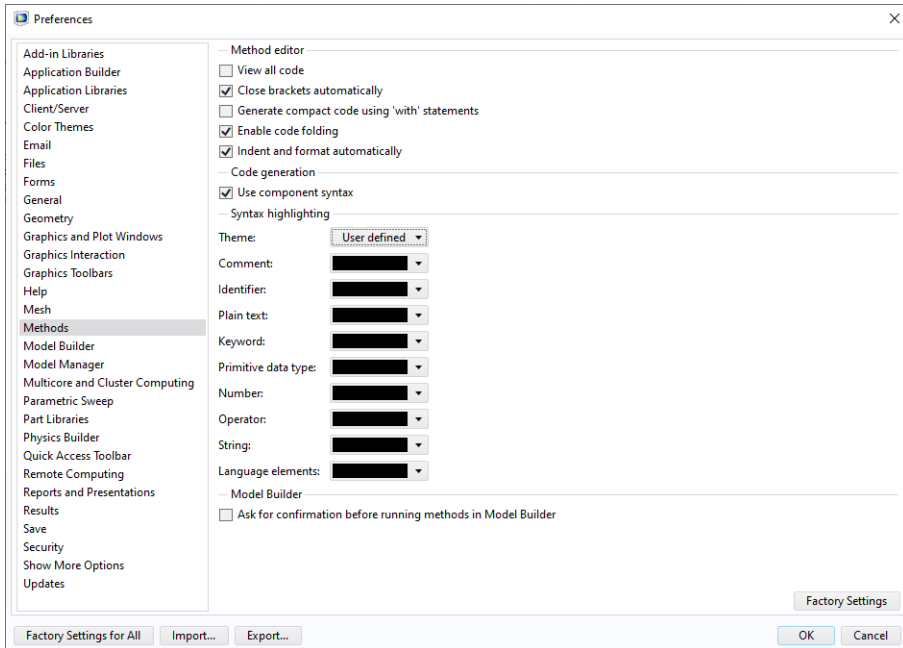 Preferences
Add-in Libraries
Application Builder
Application Libraries
Client/Server
Color Themes
Email
Files
Forms
General
Geometry
Graphics and Plot Windows
Graphics Interaction
Graphics Toolbars
Help
Mesh
Methods
Model Builder
Model Manager
Multicore and Cluster Computing
Parametric Sweep
Part Libraries
Physics Builder
Quick Access Toolbar
Remote Computing
Reports and Presentations
Results
Save
Security
Show More Options
Updates
Method editor
View all code
Close brackets automatically
Generate compact code using 'with' statements
Enable code folding
Indent and format automatically
Code generation
Use component syntax
Syntax highlighting
Theme: User defined
Comment:
Identifier:
Plain text:
Keyword:
Primitive data type:
Number:
Operator:
String:
Language elements:
Model Builder
Ask for confirmation before running methods in Model Builder
Factory Settings
Factory Settings for All Import... Export... OK Cancel